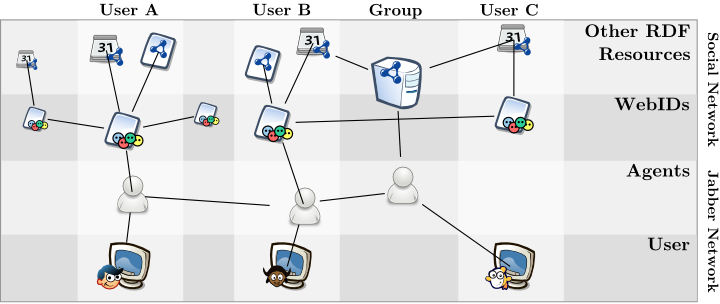 User A
User B
Group
User C
Other RDF
Resources
WebIDs
Agents
User
Social Network
Jabber Network
31
31
31
31